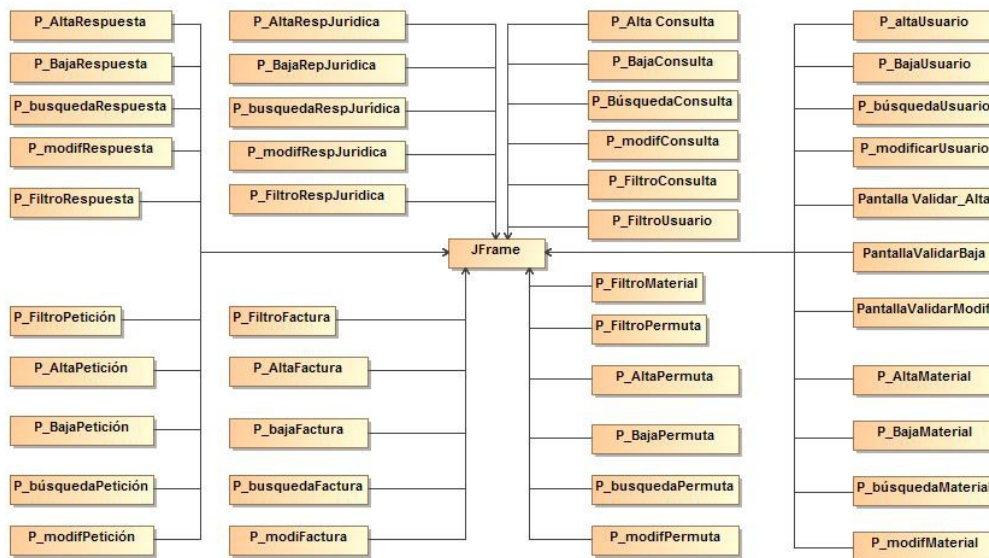 P_AltaRespuesta
P_BajaRespuesta
P_busquedaRespuesta
P_modifRespuesta
P_FiltroRespuesta
P_AltaRespJuridica
P_BajaRepJuridica
P_busquedaRespJurídica
P_modifRespJuridica
P_FiltroRespJuridica
P_Alta Consulta
P_BajaConsulta
P_BúsquedaConsulta
P_modifConsulta
P_FiltroConsulta
P_FiltroUsuario
P_altaUsuario
P_BajaUsuario
P_búsquedaUsuario
P_modificarUsuario
Pantalla Validar_Alta
PantallaValidarBaja
PantallaValidarModif
JFrame
P_FiltroPetición
P_AltaPetición
P_BajaPetición
P_búsquedaPetición
P_modifPetición
P_FiltroFactura
P_AltaFactura
P_bajaFactura
P_busquedaFactura
P_modiFactura
P_FiltroMaterial
P_FiltroPermuta
P_AltaPermuta
P_BajaPermuta
P_busquedaPermuta
P_modifPermuta
P_AltaMaterial
P_BajaMaterial
P_búsquedaMaterial
P_modifMaterial